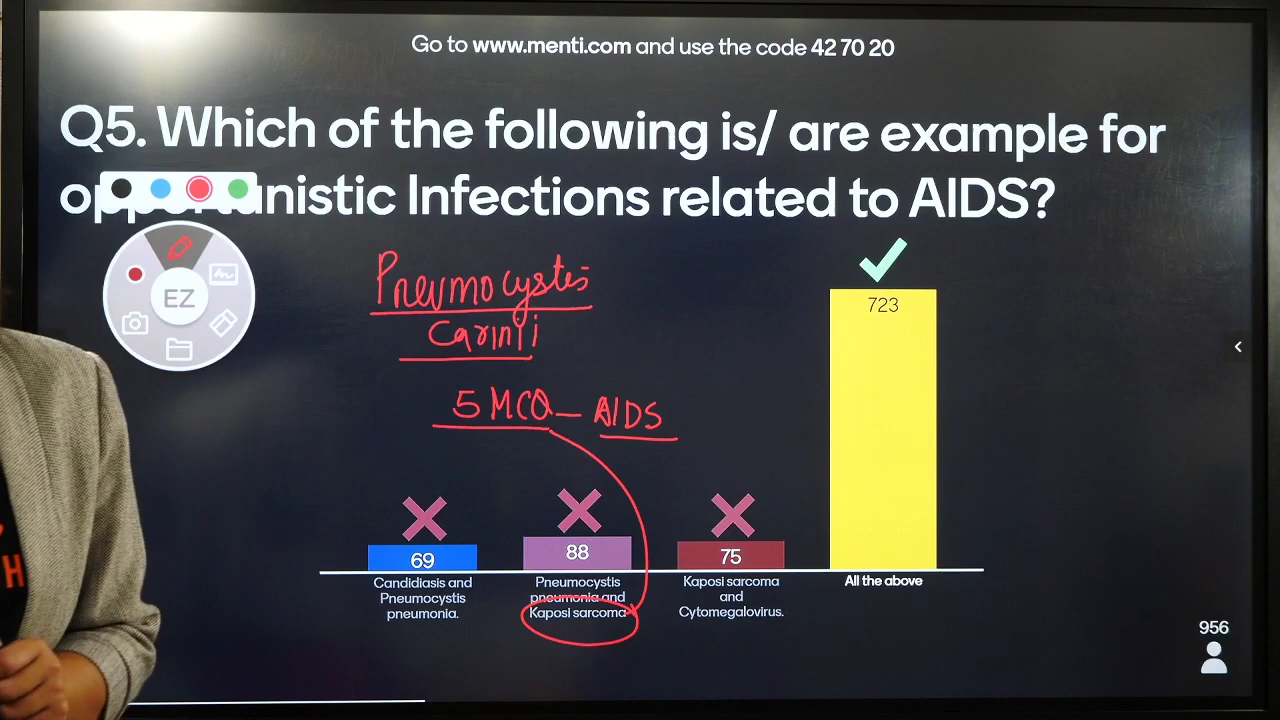 Go to www.menti.com and use the code 42 70 20
Q5. Which of the following is/ are example for
opportunistic Infections related to AIDS?
EZ
Pneumocystis
Carinii
5 MCQ - AIDS
723
69
88
75
Candidiasis and
Pneumocystis
pneumonia.
Pneumocystis
pneumonia and
Kaposi sarcoma
Kaposi sarcoma
and
Cytomegalovirus.
All the above
956
H